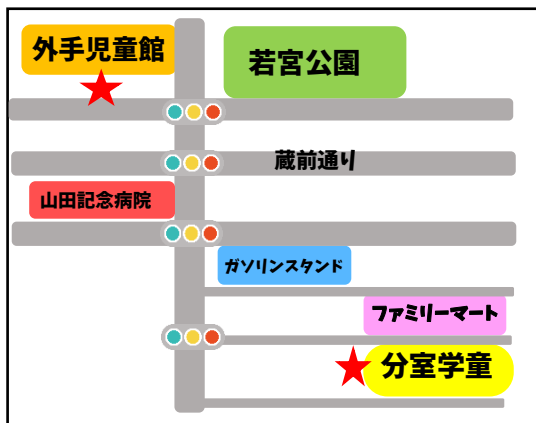 外手児童館
若宮公園
蔵前通り
山田記念病院
ガソリンスタンド
ファミリーマート
分室学童